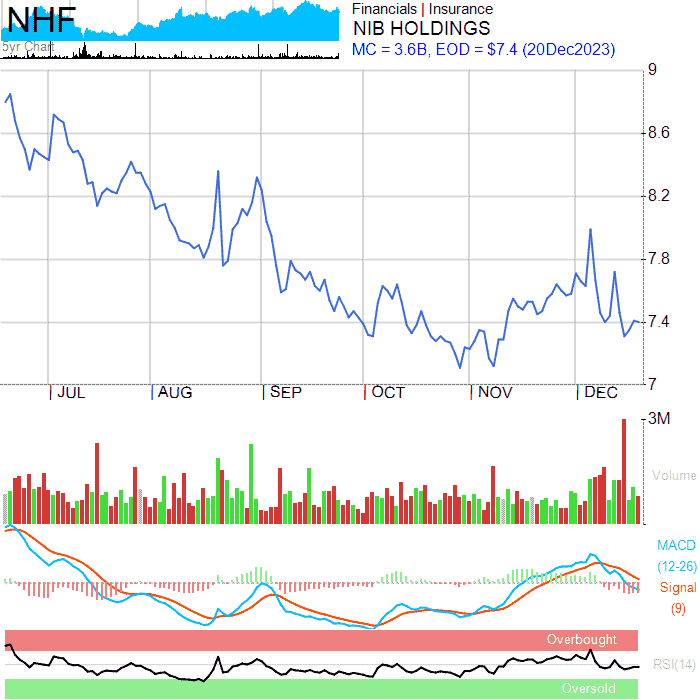 NHF
5yr Chart
Financials | Insurance
NIB HOLDINGS
MC = 3.6B, EOD = $7.4 (20Dec2023)
9
8.6
8.2
7.8
7.4
7
JUL AUG SEP OCT NOV DEC
3M
Volume
MACD
(12-26)
Signal
(9)
Overbought
RSI(14)
Oversold